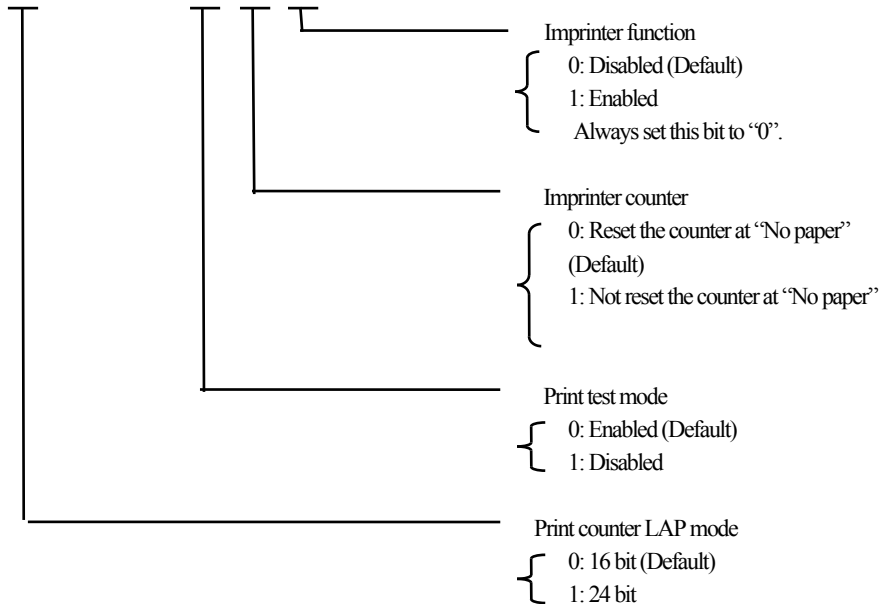 Imprinter function
0: Disabled (Default)
1: Enabled
Always set this bit to “0”.
Imprinter counter
0: Reset the counter at “No paper”
(Default)
1: Not reset the counter at “No paper”
Print test mode
0: Enabled (Default)
1: Disabled
Print counter LAP mode
0: 16 bit (Default)
1: 24 bit